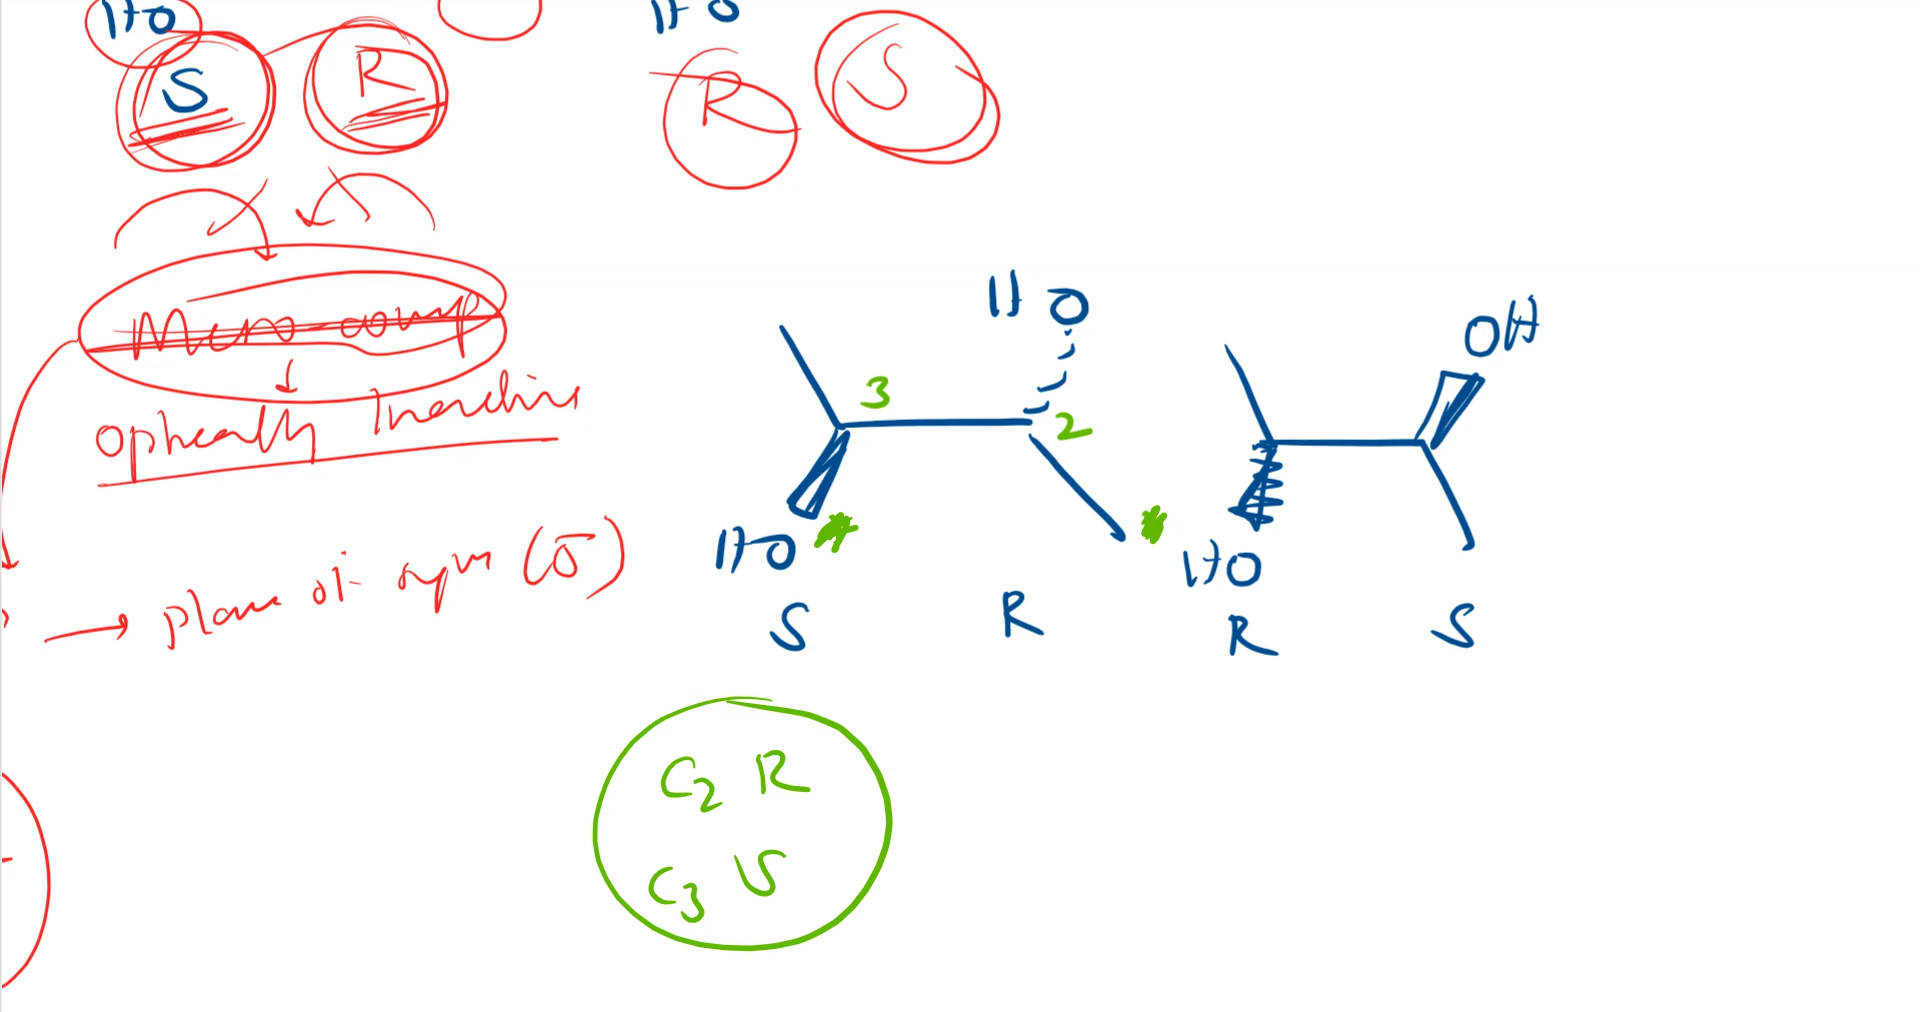 HO HO
S R R S
Meso-comp
Optically Inactive
→ plane of sym (σ)
HO OH
3 2
HO HO
S R R S
C2 R
C3 S